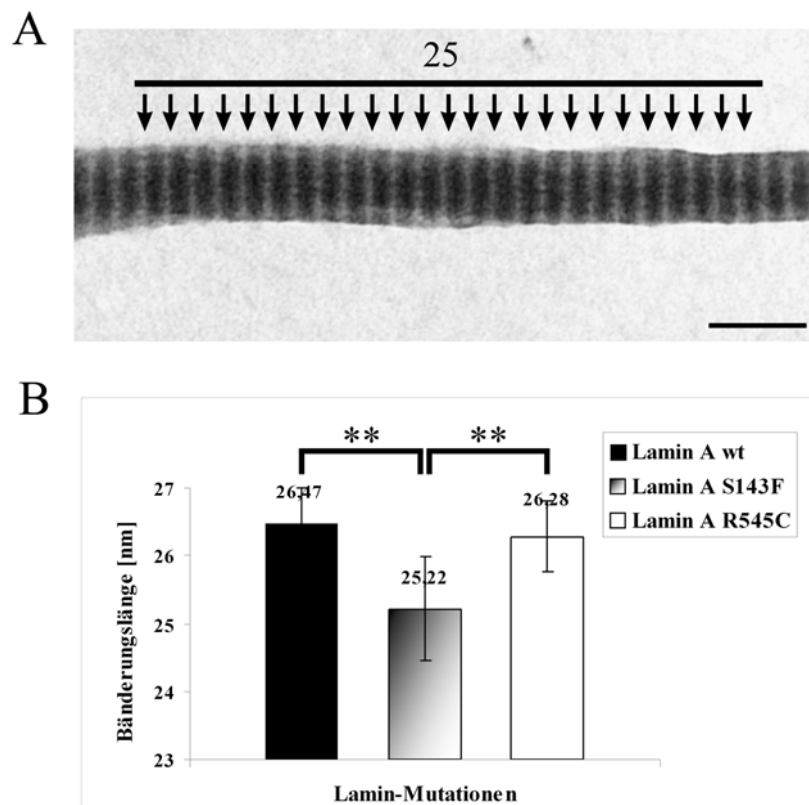 A
25
B
** **
Lamin A wt
Lamin A S143F
Lamin A R545C
27
26
25
24
23
26,47
25,22
26,28
Bänderungslänge [nm]
Lamin-Mutationen